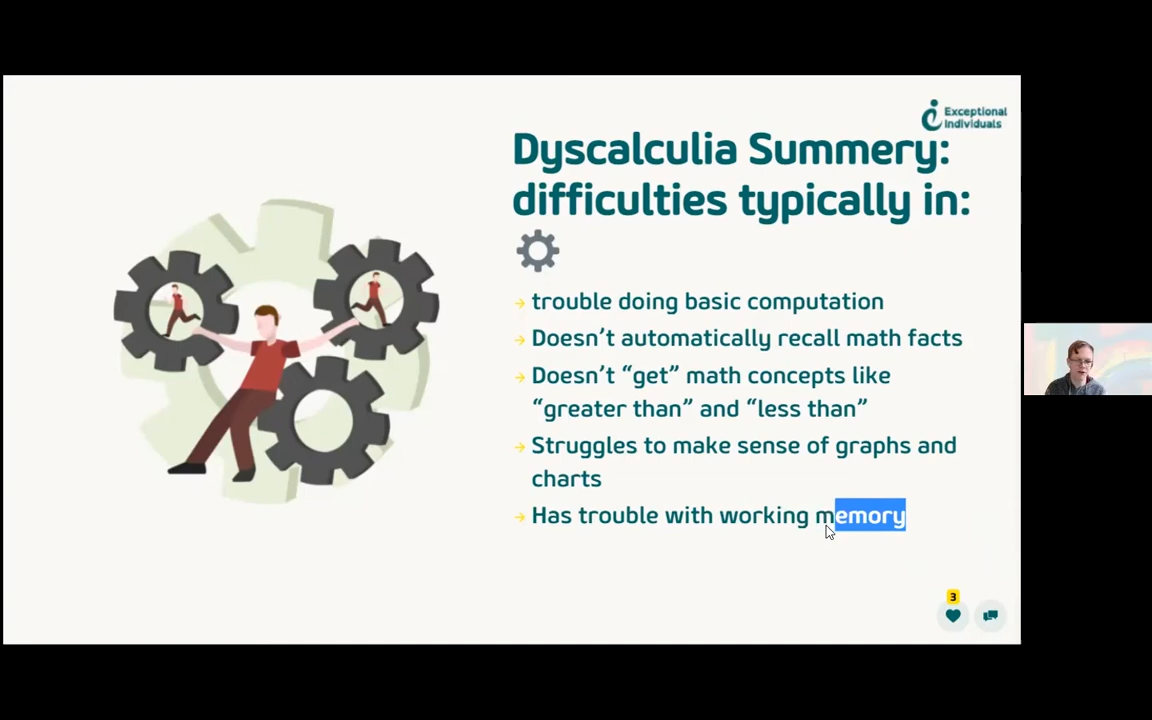 Exceptional
Individuals
Dyscalculia Summery:
difficulties typically in:
→ trouble doing basic computation
→ Doesn’t automatically recall math facts
→ Doesn’t “get” math concepts like
“greater than” and “less than”
→ Struggles to make sense of graphs and
charts
→ Has trouble with working memory
3